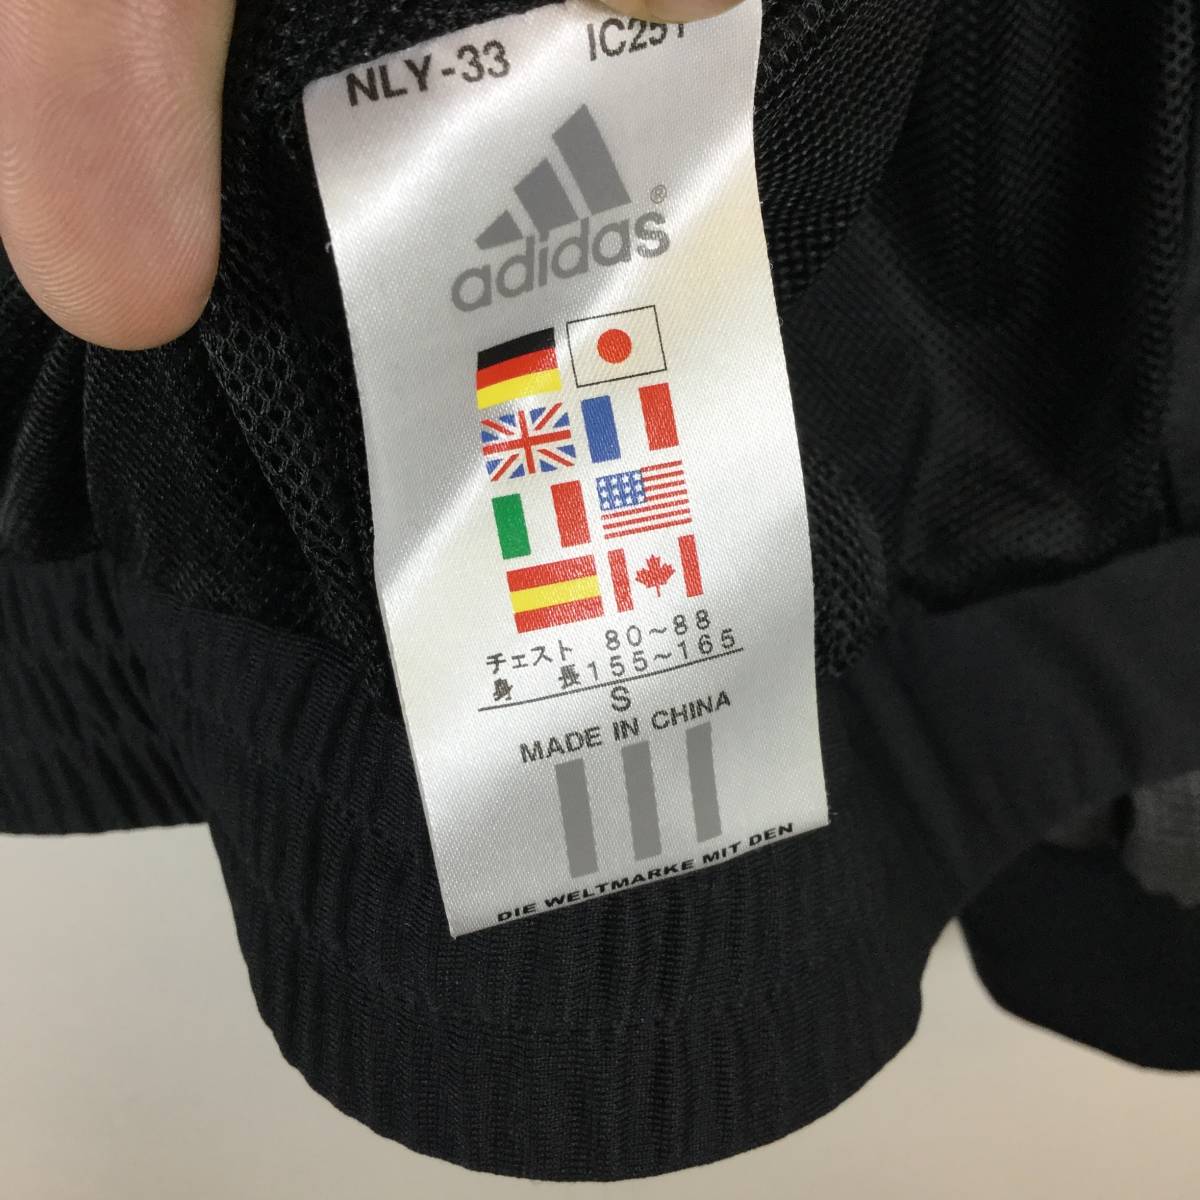 NLY-33 IC251
adidas®
チェスト 80~88
身 長 155~165
S
MADE IN CHINA
DIE WELTMARKE MIT DEN